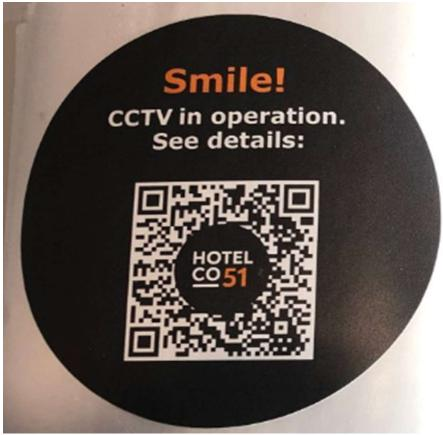 Smile!
CCTV in operation.
See details:
HOTEL
CO 51